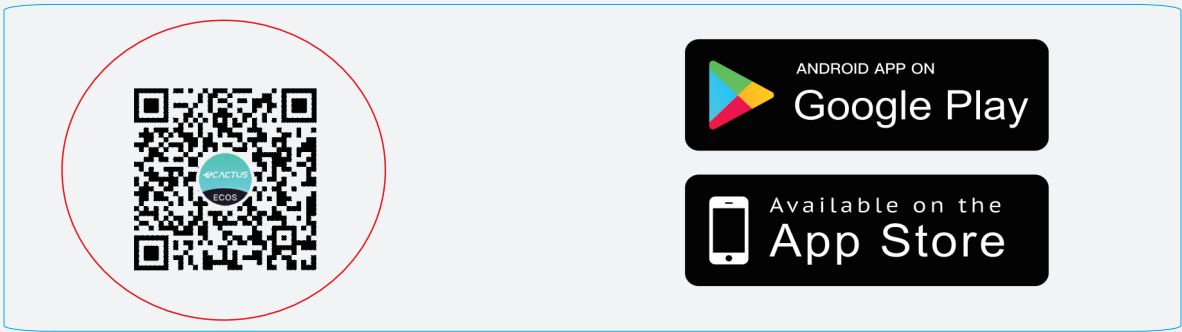 eCACTUS
ECOS
ANDROID APP ON
Google Play
Available on the
App Store